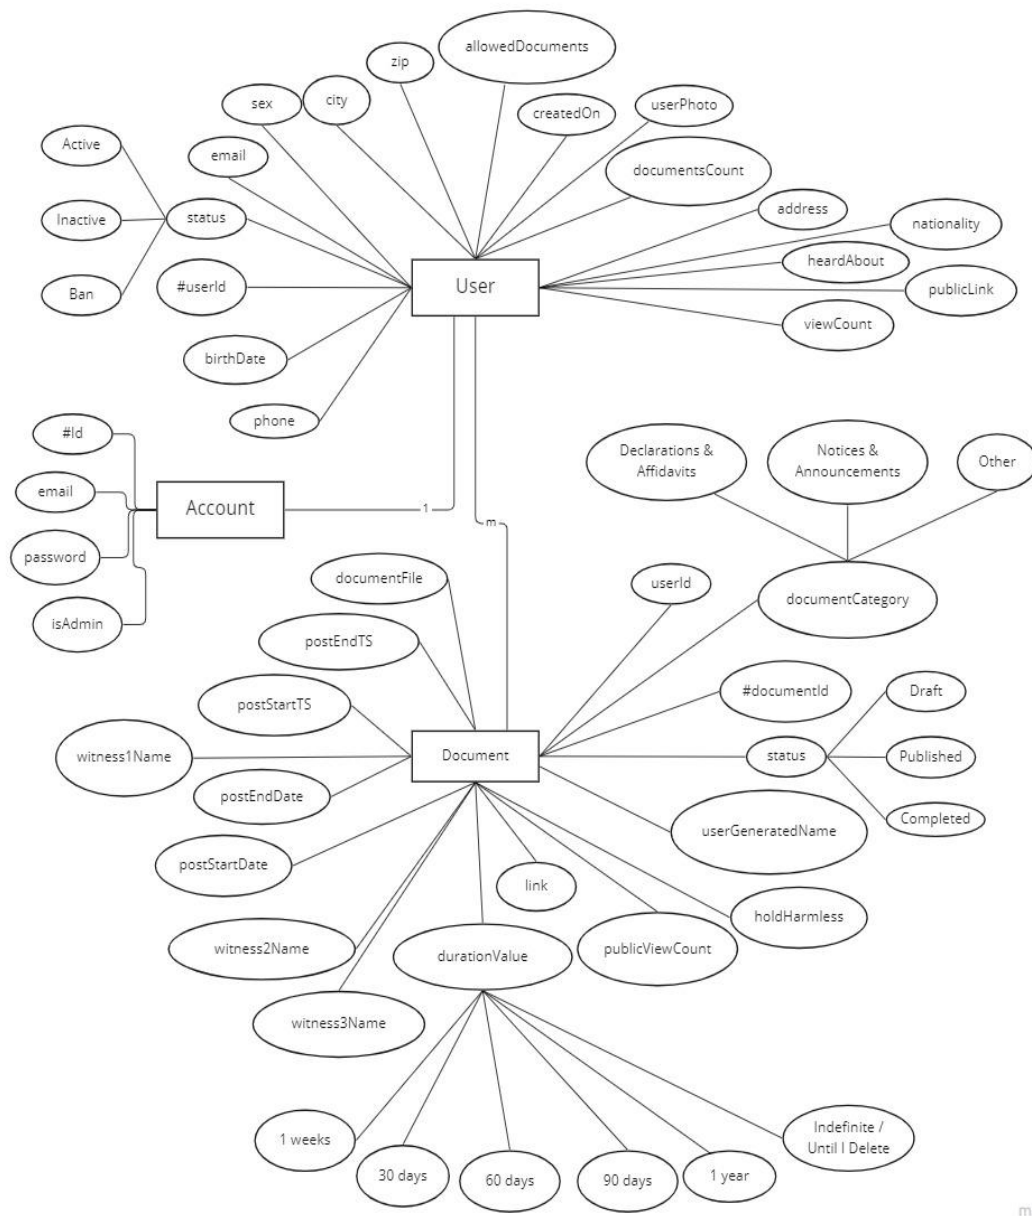 allowedDocuments
zip
userPhoto
sex
city
createdOn
Active
email
documentsCount
address
Inactive
status
nationality
heardAbout
Ban
#userId
User
publicLink
viewCount
birthDate
phone
#Id
Declarations &
Affidavits
Notices &
Announcements
Other
email
Account
1
m
password
documentFile
userId
documentCategory
isAdmin
postEndTS
postStartTS
#documentId
Draft
witness1Name
Document
status
Published
postEndDate
Completed
userGeneratedName
postStartDate
link
holdHarmless
witness2Name
durationValue
publicViewCount
witness3Name
1 weeks
30 days
60 days
90 days
1 year
Indefinite /
Until I Delete
m